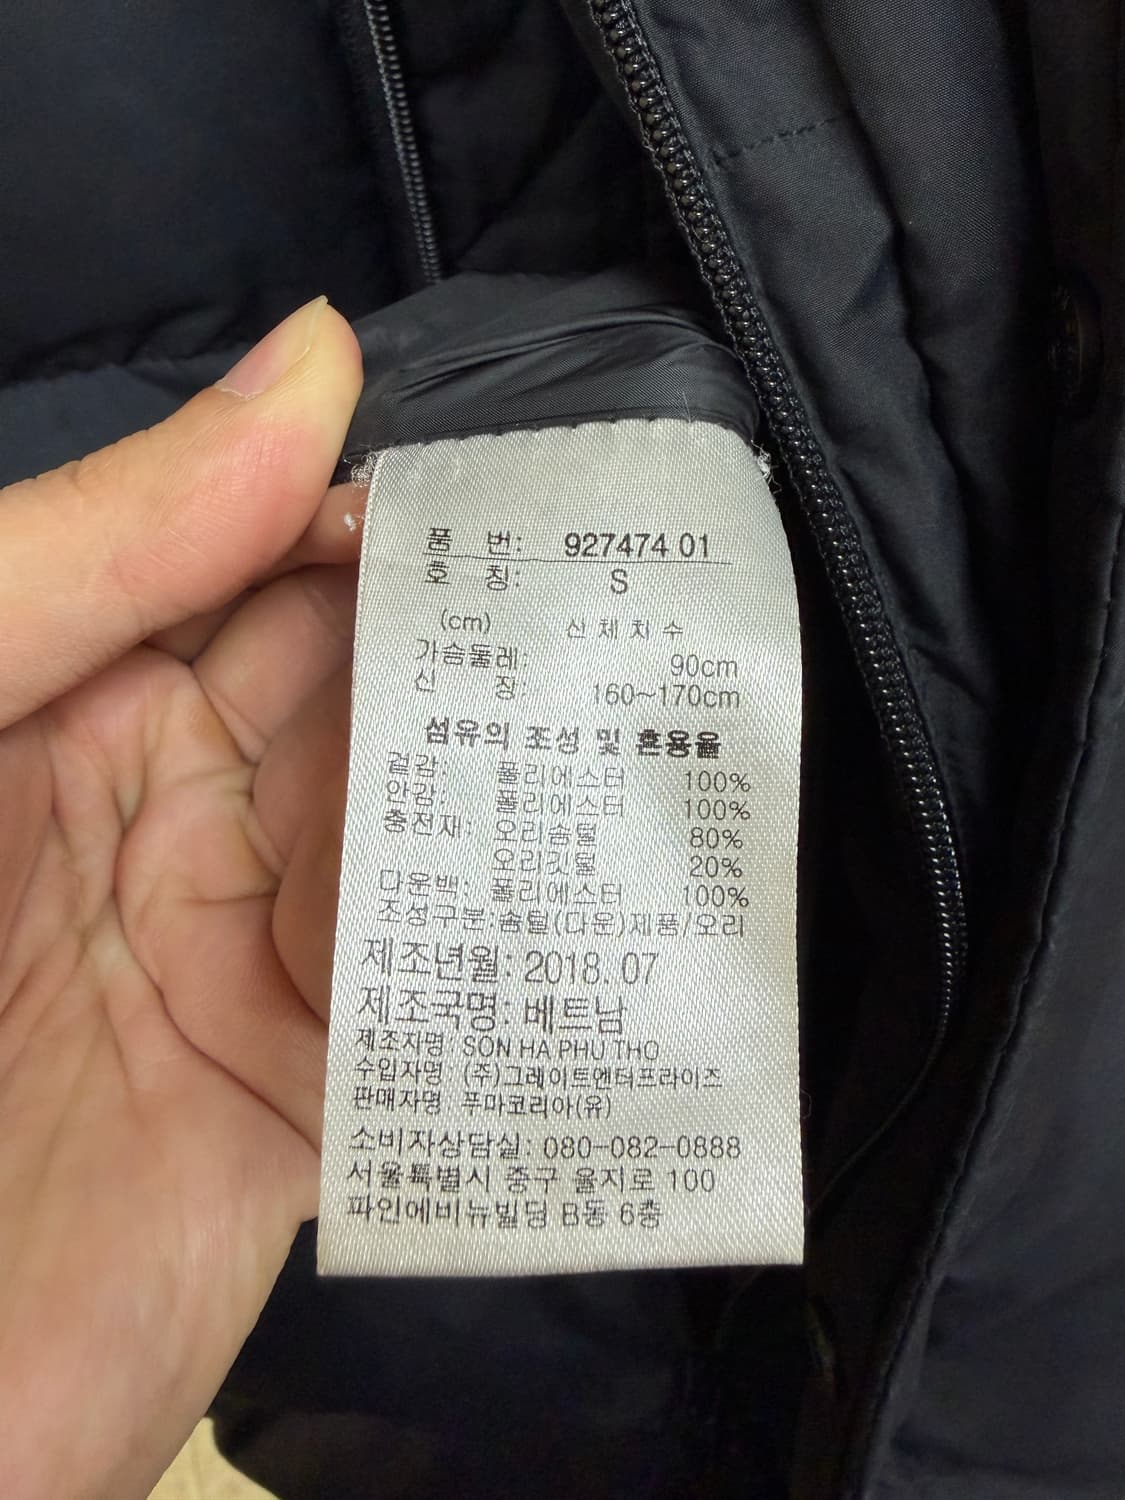 품 번: 927474 01
호 칭: S
(cm) 신 체 치 수
가슴둘레: 90cm
신 장: 160~170cm
섬유의 조성 및 혼용율
겉감: 폴리에스터 100%
안감: 폴리에스터 100%
충전재: 오리솜털 80%
오리깃털 20%
다운백: 폴리에스터 100%
조성구분:솜털(다운)제품/오리
제조년월: 2018.07
제조국명: 베트남
제조자명: SON HA PHU THO
수입자명: (주)그레이트엔터프라이즈
판매자명: 푸마코리아(유)
소비자상담실: 080-082-0888
서울특별시 중구 을지로 100
파인에비뉴빌딩 B동 6층